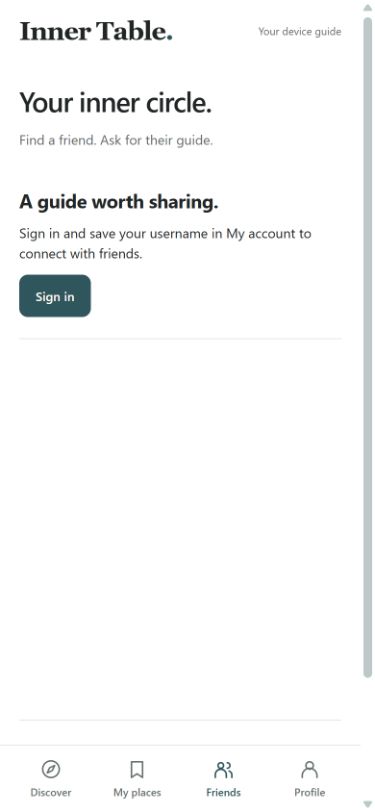 Inner Table.
Your device guide
Your inner circle.
Find a friend. Ask for their guide.
A guide worth sharing.
Sign in and save your username in My account to
connect with friends.
Sign in
Discover
My places
Friends
Profile